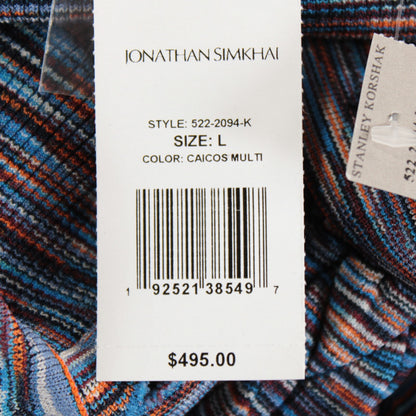 JONATHAN SIMKHAI
STYLE: 522-2094-K
SIZE: L
COLOR: CAICOS MULTI
1 92521 38549 7
$495.00
STANLEY KORSHAK